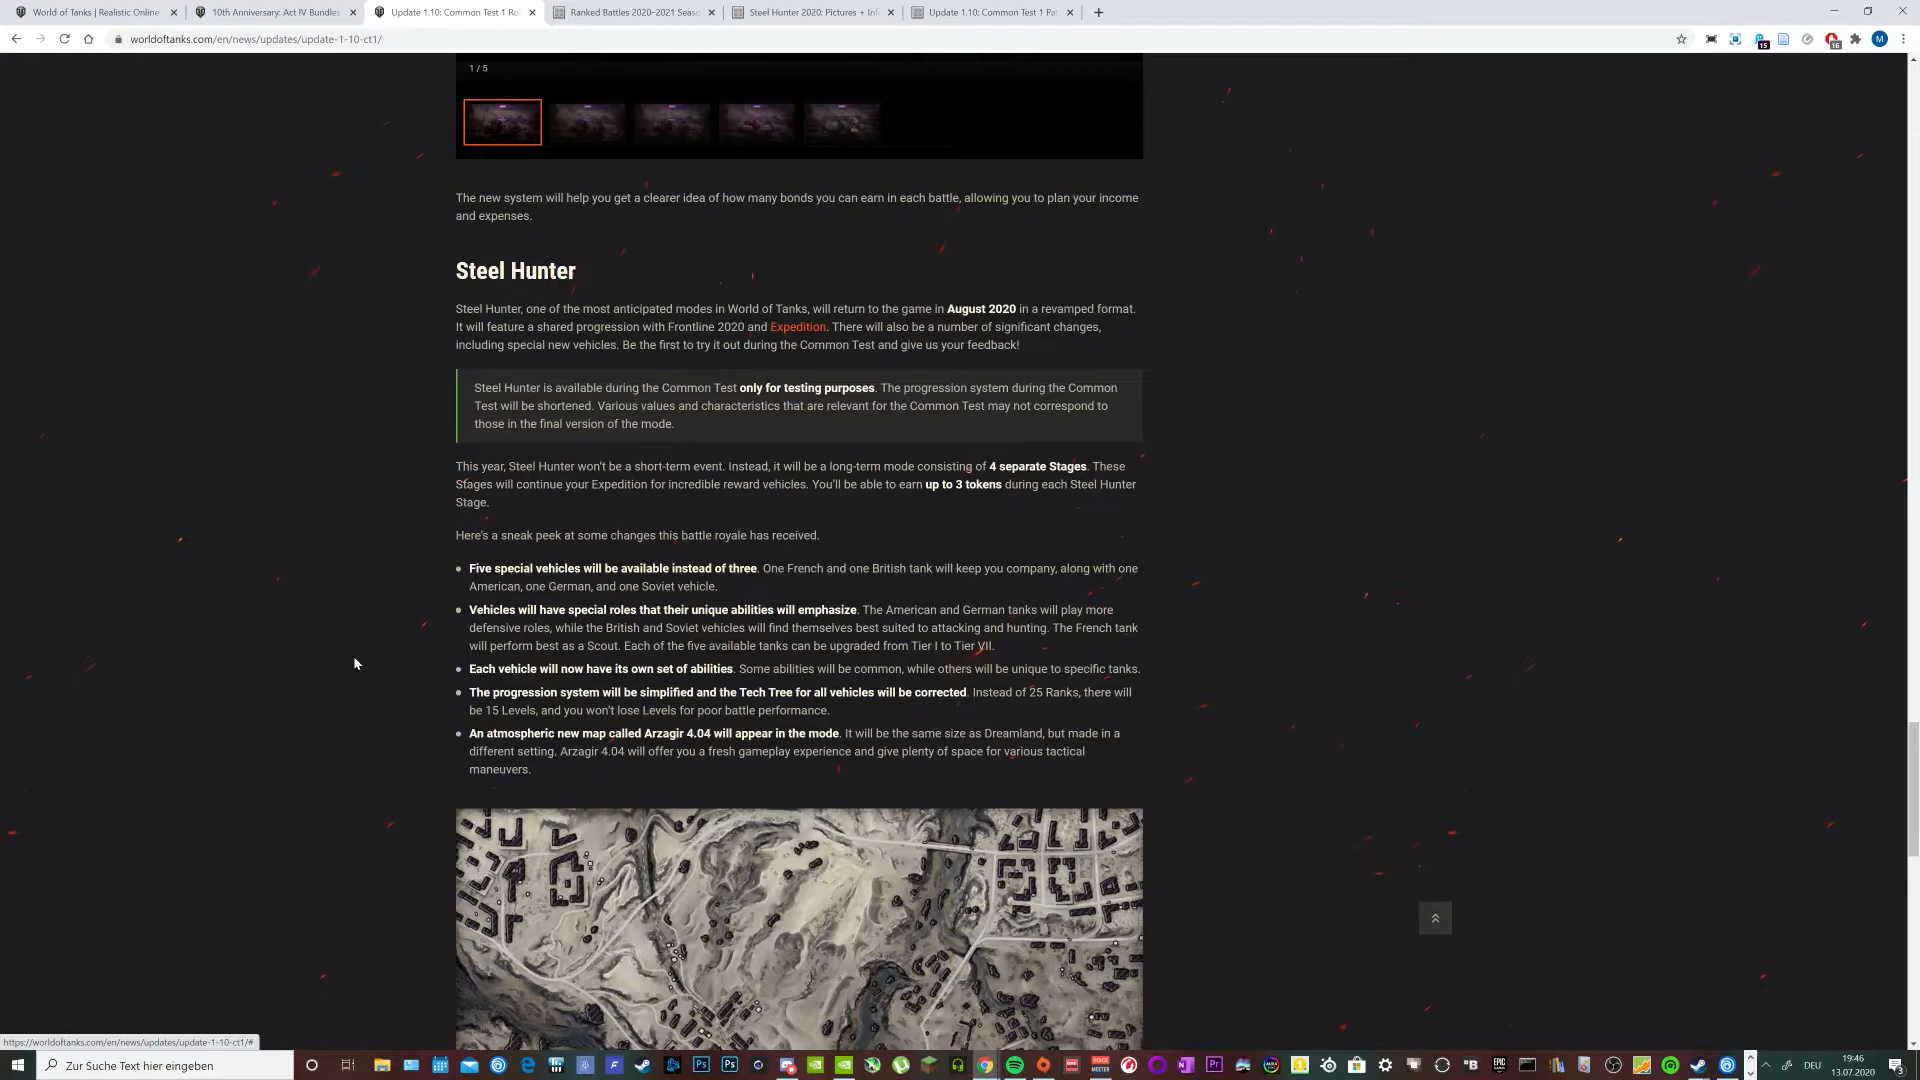 World of Tanks | Realistic Online
10th Anniversary: Act IV Bundles
Update 1.10: Common Test 1 Ro
Ranked Battles 2020–2021 Seaso
Steel Hunter 2020: Pictures + Inf
Update 1.10: Common Test 1 Pat
worldoftanks.com/en/news/updates/update-1-10-ct1/
1 / 5
The new system will help you get a clearer idea of how many bonds you can earn in each battle, allowing you to plan your income
and expenses.
Steel Hunter
Steel Hunter, one of the most anticipated modes in World of Tanks, will return to the game in August 2020 in a revamped format.
It will feature a shared progression with Frontline 2020 and Expedition. There will also be a number of significant changes,
including special new vehicles. Be the first to try it out during the Common Test and give us your feedback!
Steel Hunter is available during the Common Test only for testing purposes. The progression system during the Common
Test will be shortened. Various values and characteristics that are relevant for the Common Test may not correspond to
those in the final version of the mode.
This year, Steel Hunter won't be a short-term event. Instead, it will be a long-term mode consisting of 4 separate Stages. These
Stages will continue your Expedition for incredible reward vehicles. You'll be able to earn up to 3 tokens during each Steel Hunter
Stage.
Here's a sneak peek at some changes this battle royale has received.
Five special vehicles will be available instead of three. One French and one British tank will keep you company, along with one
American, one German, and one Soviet vehicle.
Vehicles will have special roles that their unique abilities will emphasize. The American and German tanks will play more
defensive roles, while the British and Soviet vehicles will find themselves best suited to attacking and hunting. The French tank
will perform best as a Scout. Each of the five available tanks can be upgraded from Tier I to Tier VII.
Each vehicle will now have its own set of abilities. Some abilities will be common, while others will be unique to specific tanks.
The progression system will be simplified and the Tech Tree for all vehicles will be corrected. Instead of 25 Ranks, there will
be 15 Levels, and you won't lose Levels for poor battle performance.
An atmospheric new map called Arzagir 4.04 will appear in the mode. It will be the same size as Dreamland, but made in a
different setting. Arzagir 4.04 will offer you a fresh gameplay experience and give plenty of space for various tactical
maneuvers.
https://worldoftanks.com/en/news/updates/update-1-10-ct1/#
Zur Suche Text hier eingeben
DEU
19:46
13.07.2020